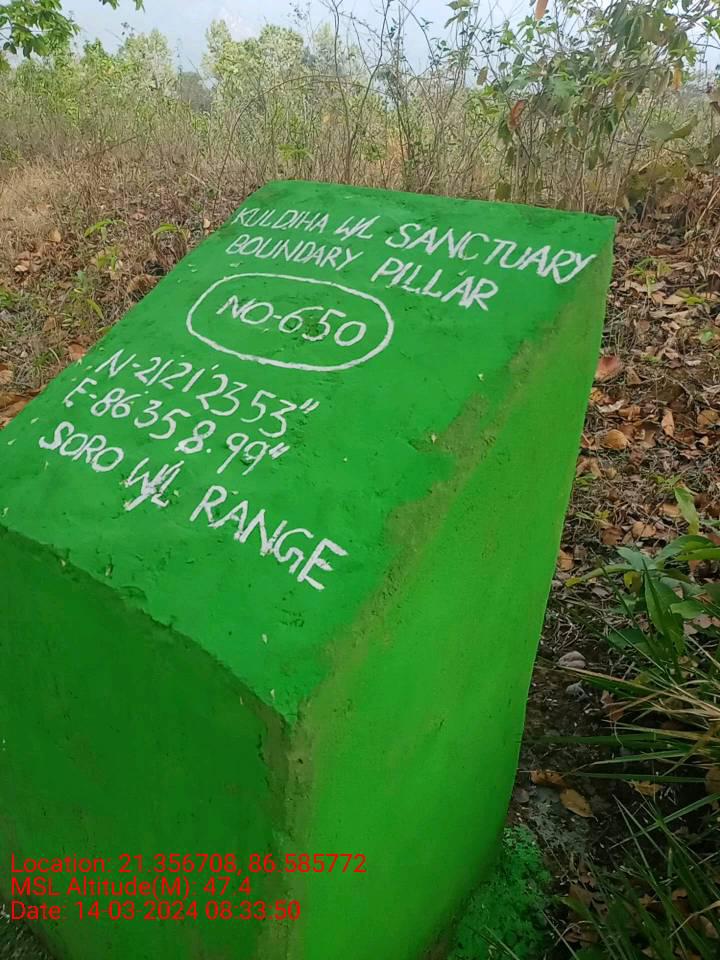 KULDIHA W/L SANCTUARY
BOUNDARY PILLAR
NO-650
N-21°21'23.53"
E-86°35'8.99"
SORO W/L RANGE
Location: 21.356708, 86.585772
MSL Altitude(M): 47.4
Date: 14-03-2024 08:33:50